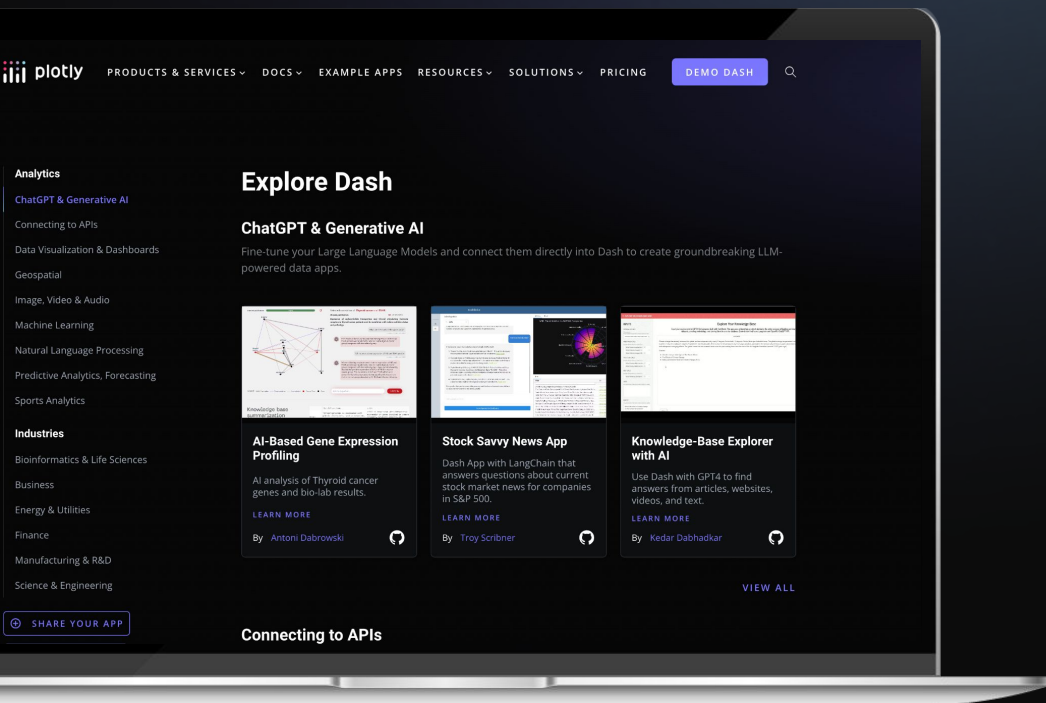 plotly PRODUCTS & SERVICES DOCS EXAMPLE APPS RESOURCES SOLUTIONS PRICING DEMO DASH
Analytics
ChatGPT & Generative AI
Connecting to APIs
Data Visualization & Dashboards
Geospatial
Image, Video & Audio
Machine Learning
Natural Language Processing
Predictive Analytics, Forecasting
Sports Analytics
Industries
Bioinformatics & Life Sciences
Business
Energy & Utilities
Finance
Manufacturing & R&D
Science & Engineering
SHARE YOUR APP
Explore Dash
ChatGPT & Generative AI
Fine-tune your Large Language Models and connect them directly into Dash to create groundbreaking LLM-
powered data apps.
Knowledge base
summerization
AI-Based Gene Expression
Profiling
AI analysis of Thyroid cancer
genes and bio-lab results.
LEARN MORE
By Antoni Dabrowski
Stock Savvy News App
Dash App with LangChain that
answers questions about current
stock market news for companies
in S&P 500.
LEARN MORE
By Troy Scribner
Knowledge-Base Explorer
with AI
Use Dash with GPT4 to find
answers from articles, websites,
videos, and text.
LEARN MORE
By Kedar Dabhadkar
VIEW ALL
Connecting to APIs